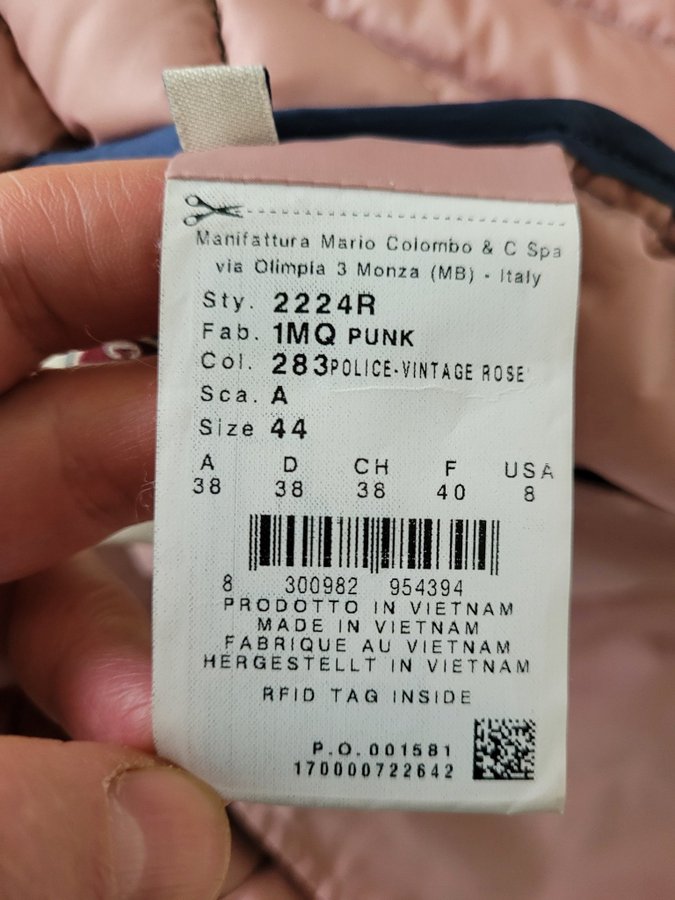 Manifattura Mario Colombo & C Spa
via Olimpia 3 Monza (MB) - Italy
Sty. 2224R
Fab. 1MQ PUNK
Col. 283POLICE-VINTAGE ROSE
Sca. A
Size 44
A D CH F USA
38 38 38 40 8
8 300982 954394
PRODOTTO IN VIETNAM
MADE IN VIETNAM
FABRIQUE AU VIETNAM
HERGESTELLT IN VIETNAM
RFID TAG INSIDE
P.O. 001581
170000722642